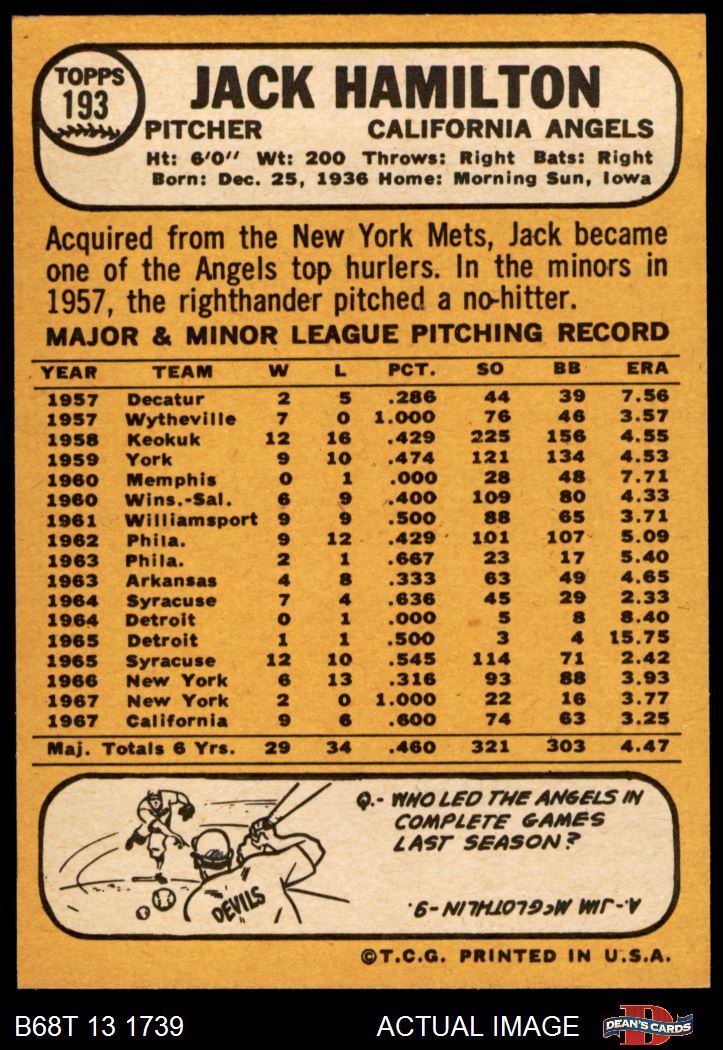 TOPPS
193
JACK HAMILTON
PITCHER CALIFORNIA ANGELS
Ht: 6'0" Wt: 200 Throws: Right Bats: Right
Born: Dec. 25, 1936 Home: Morning Sun, Iowa
Acquired from the New York Mets, Jack became
one of the Angels top hurlers. In the minors in
1957, the righthander pitched a no-hitter.
MAJOR & MINOR LEAGUE PITCHING RECORD
YEAR TEAM W L PCT. SO BB ERA
1957 Decatur 2 5 .286 44 39 7.56
1957 Wytheville 7 0 1.000 76 46 3.57
1958 Keokuk 12 16 .429 225 156 4.55
1959 York 9 10 .474 121 134 4.53
1960 Memphis 0 1 .000 28 48 7.71
1960 Wins.-Sal. 6 9 .400 109 80 4.33
1961 Williamsport 9 9 .500 88 65 3.71
1962 Phila. 9 12 .429 101 107 5.09
1963 Phila. 2 1 .667 23 17 5.40
1963 Arkansas 4 8 .333 63 49 4.65
1964 Syracuse 7 4 .636 45 29 2.33
1964 Detroit 0 1 .000 5 8 8.40
1965 Detroit 1 1 .500 3 4 15.75
1965 Syracuse 12 10 .545 114 71 2.42
1966 New York 6 13 .316 93 88 3.93
1967 New York 2 0 1.000 22 16 3.77
1967 California 9 6 .600 74 63 3.25
Maj. Totals 6 Yrs. 29 34 .460 321 303 4.47
Q.- WHO LED THE ANGELS IN
COMPLETE GAMES
LAST SEASON?
DEVILS
A-JIM McGLOTHLIN-9.
©T.C.G. PRINTED IN U.S.A.
B68T 13 1739 ACTUAL IMAGE D DEAN'S CARDS